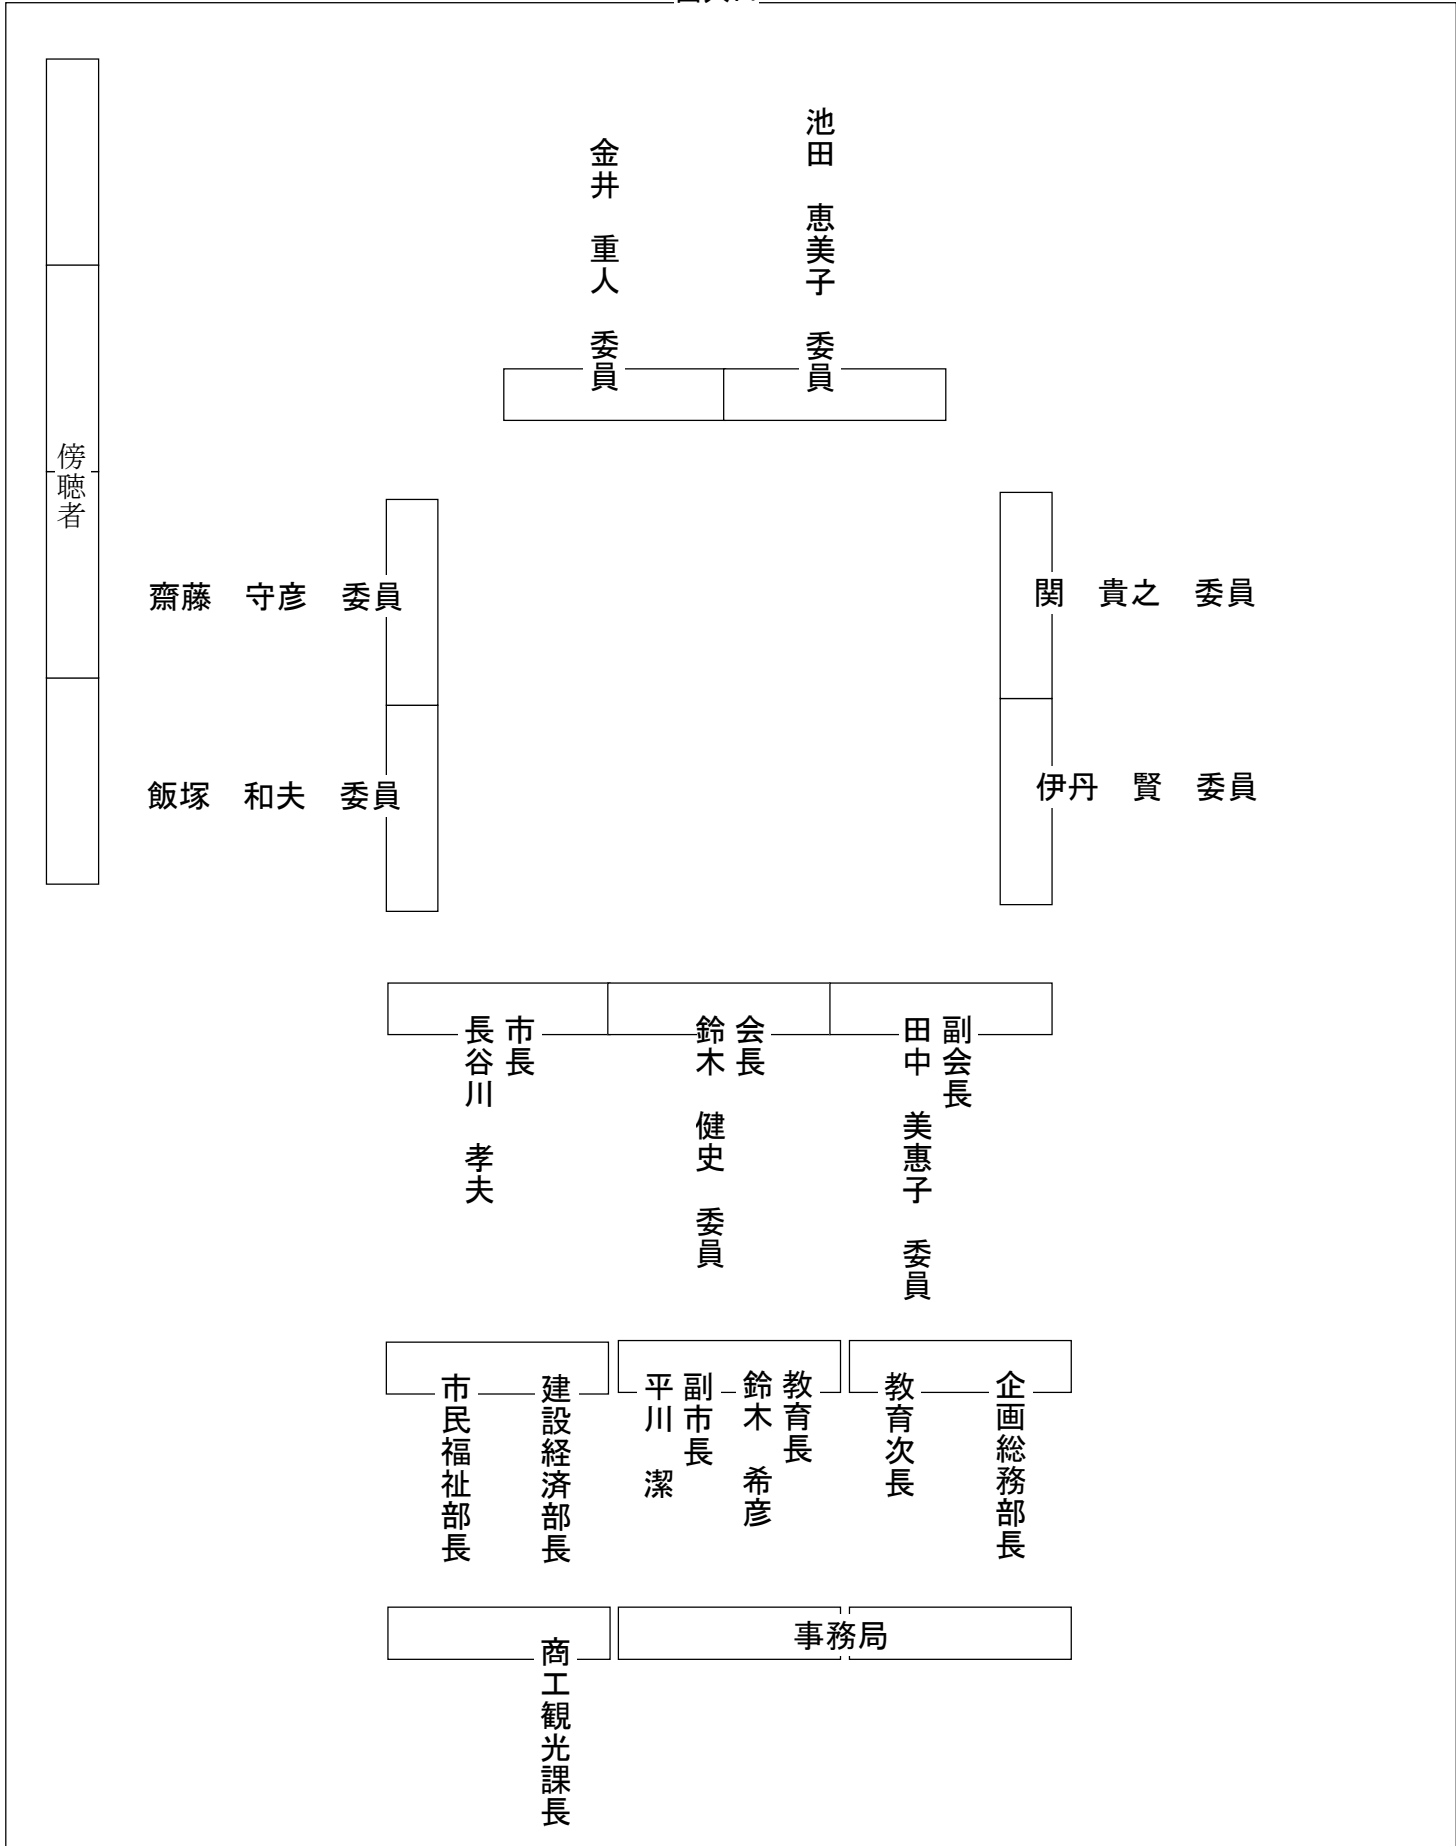 池田　恵美子　委員
金井　重人　委員
傍聴者
齋藤　守彦　委員
関　貴之　委員
飯塚　和夫　委員
伊丹　賢　委員
市長
長谷川　孝夫
会長
鈴木　健史　委員
副会長
田中　美恵子　委員
市民福祉部長
建設経済部長
副市長
平川　潔
教育長
鈴木　希彦
教育次長
企画総務部長
事務局
商工観光課長